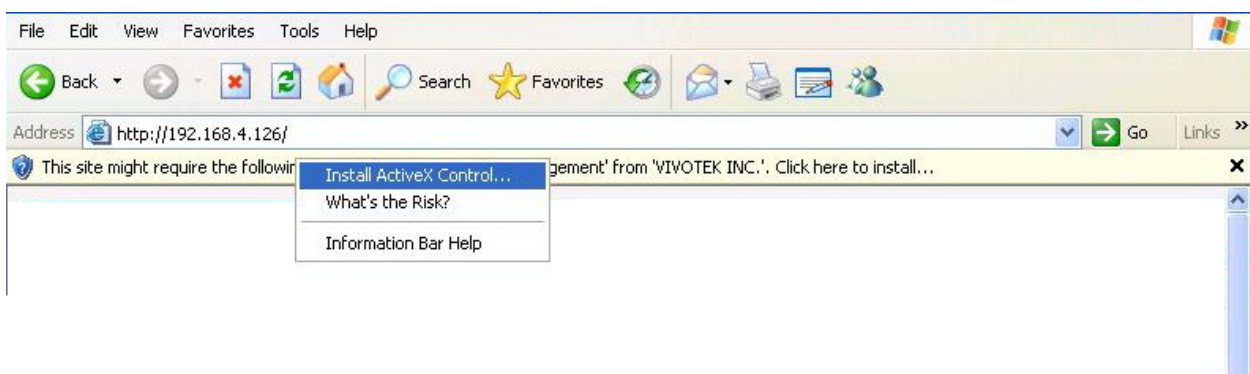 File Edit View Favorites Tools Help
Back Search Favorites
Address http://192.168.4.126/ Go Links »
This site might require the following gement' from 'VIVOTEK INC.'. Click here to install...
Install ActiveX Control...
What's the Risk?
Information Bar Help